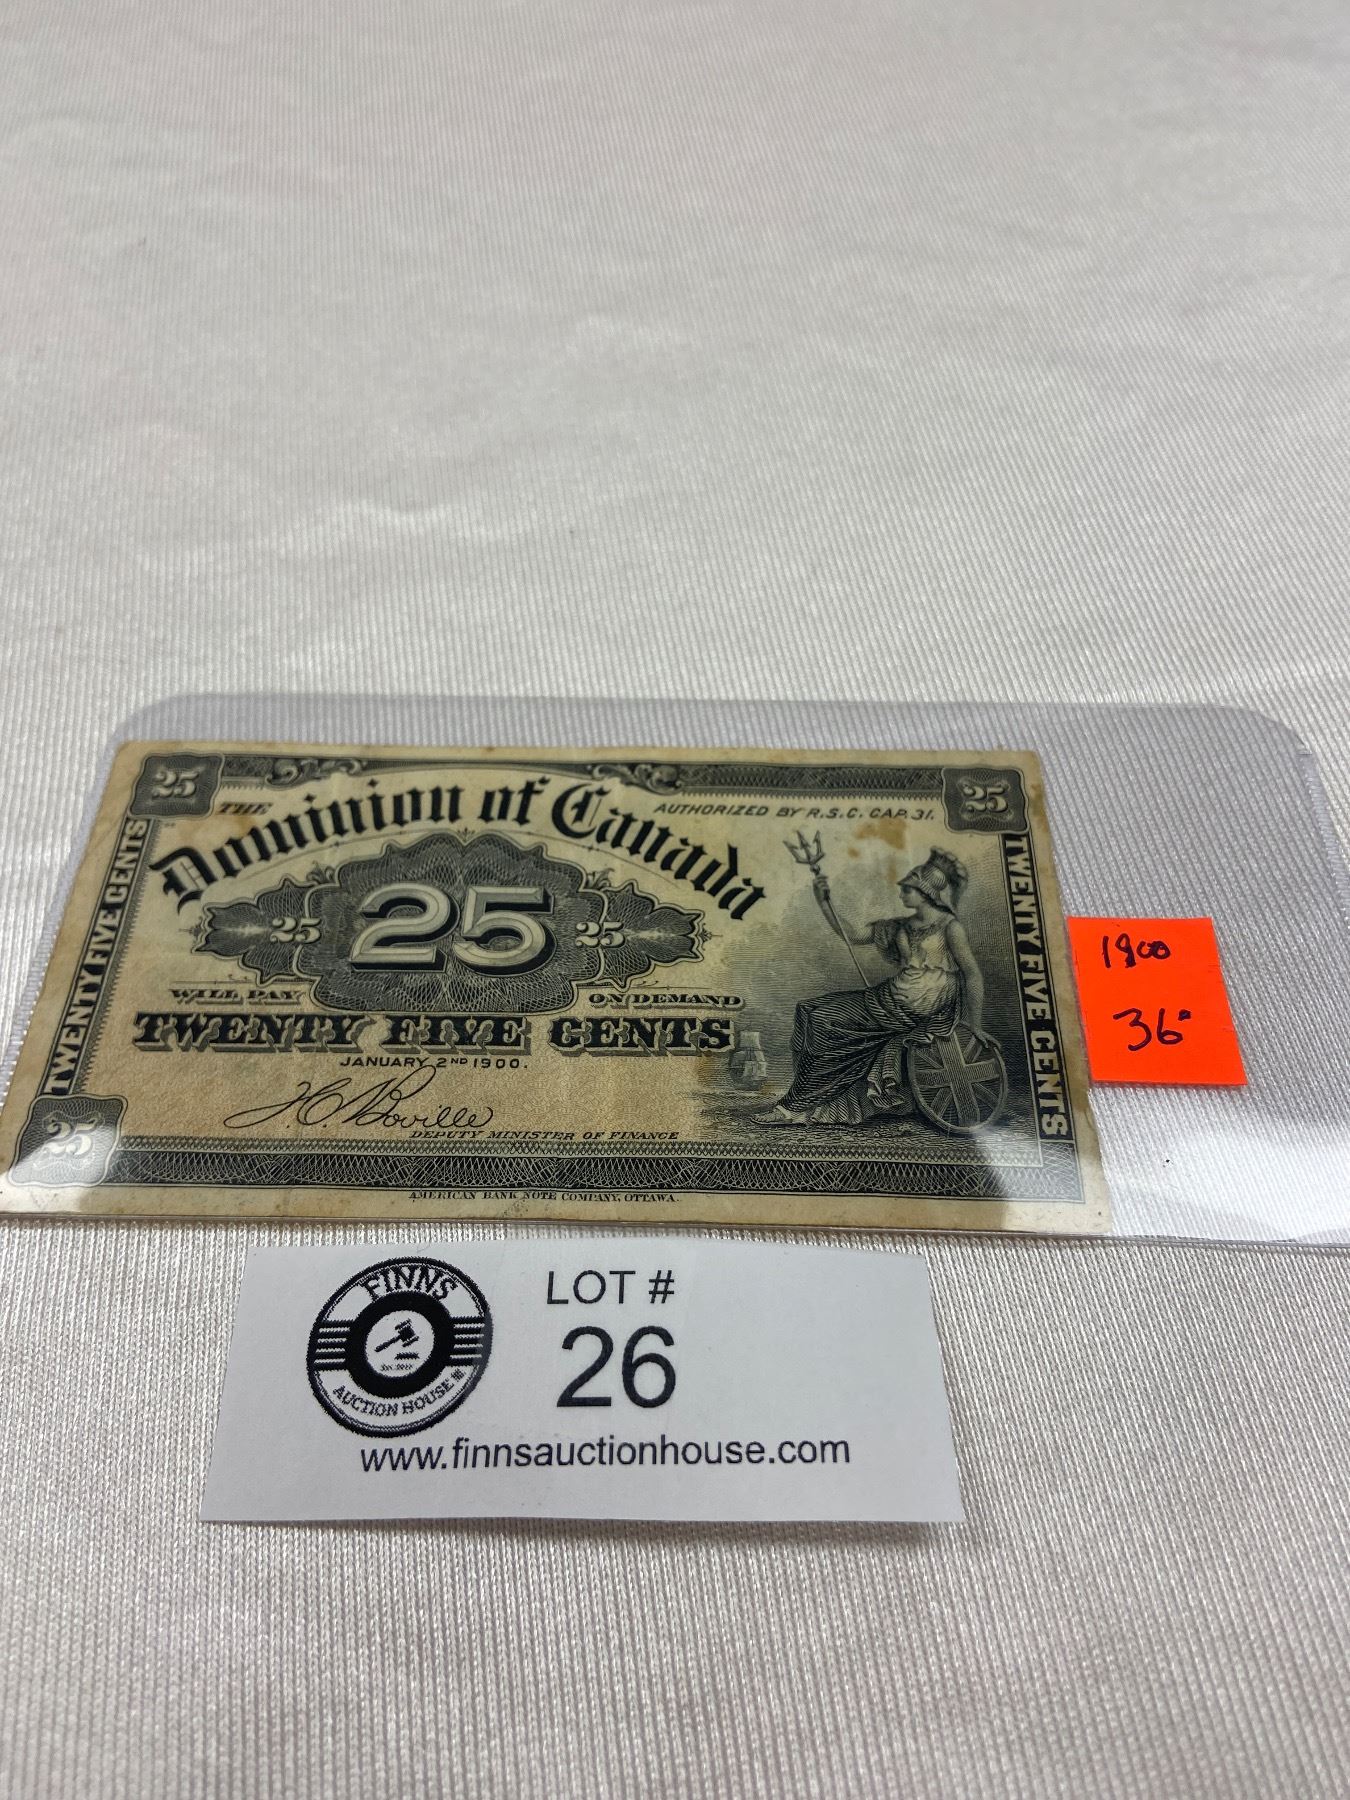 25
THE
Dominion of Canada
AUTHORIZED BY R.S.C. CAP. 31.
25
TWENTY FIVE CENTS
25
25
25
TWENTY FIVE CENTS
WILL PAY
ON DEMAND
TWENTY FIVE CENTS
JANUARY 2ND 1900.
J.C. Boville
DEPUTY MINISTER OF FINANCE
25
AMERICAN BANK NOTE COMPANY, OTTAWA.
1900
36
FINNS
AUCTION HOUSE
LOT #
26
www.finnsauctionhouse.com